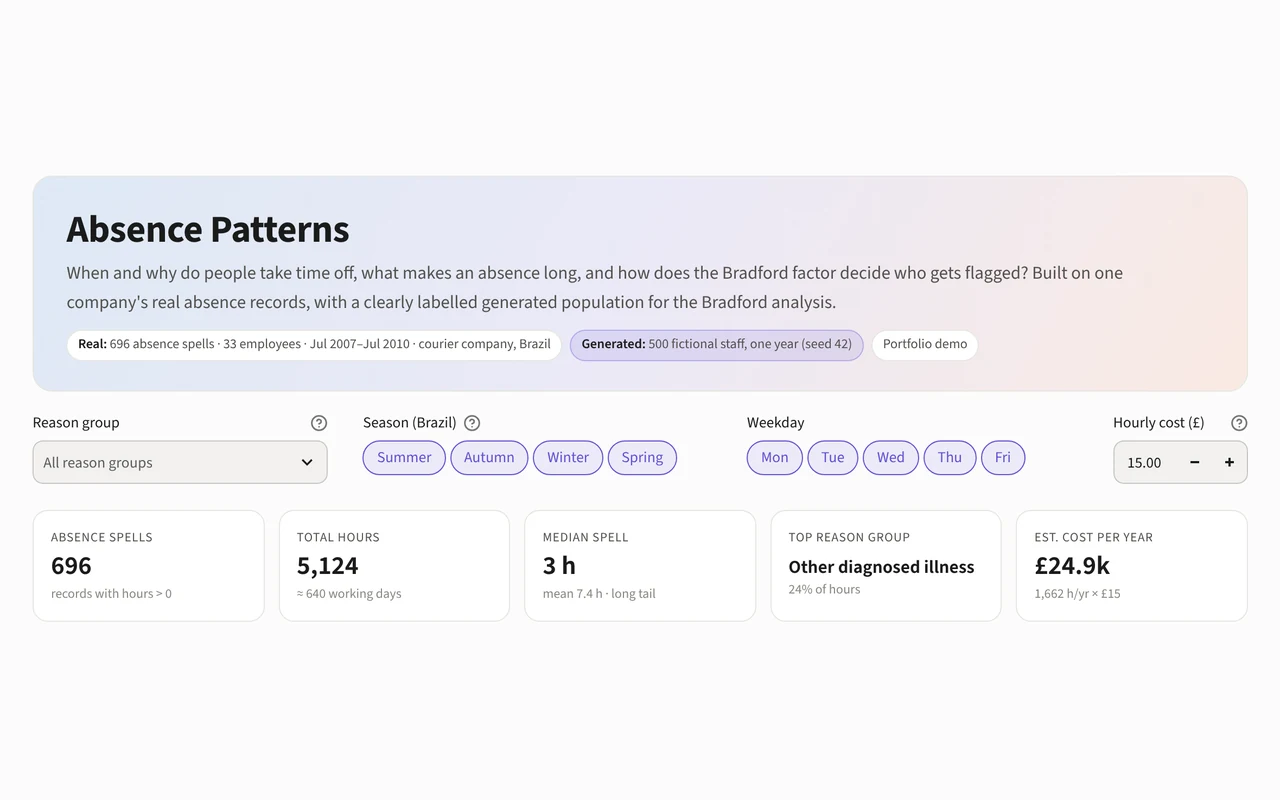 Absence Patterns
When and why do people take time off, what makes an absence long, and how does the Bradford factor decide who gets flagged? Built on one
company's real absence records, with a clearly labelled generated population for the Bradford analysis.
Real: 696 absence spells · 33 employees · Jul 2007–Jul 2010 · courier company, Brazil
Generated: 500 fictional staff, one year (seed 42)
Portfolio demo
Reason group
Season (Brazil)
Weekday
Hourly cost (£)
All reason groups
Summer
Autumn
Winter
Spring
Mon
Tue
Wed
Thu
Fri
15.00
ABSENCE SPELLS
696
records with hours > 0
TOTAL HOURS
5,124
≈ 640 working days
MEDIAN SPELL
3 h
mean 7.4 h · long tail
TOP REASON GROUP
Other diagnosed illness
24% of hours
EST. COST PER YEAR
£24.9k
1,662 h/yr × £15